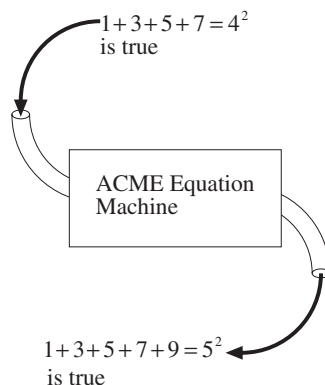 1+3+5+7 = 4²
is true
ACME Equation
Machine
1+3+5+7+9 = 5²
is true